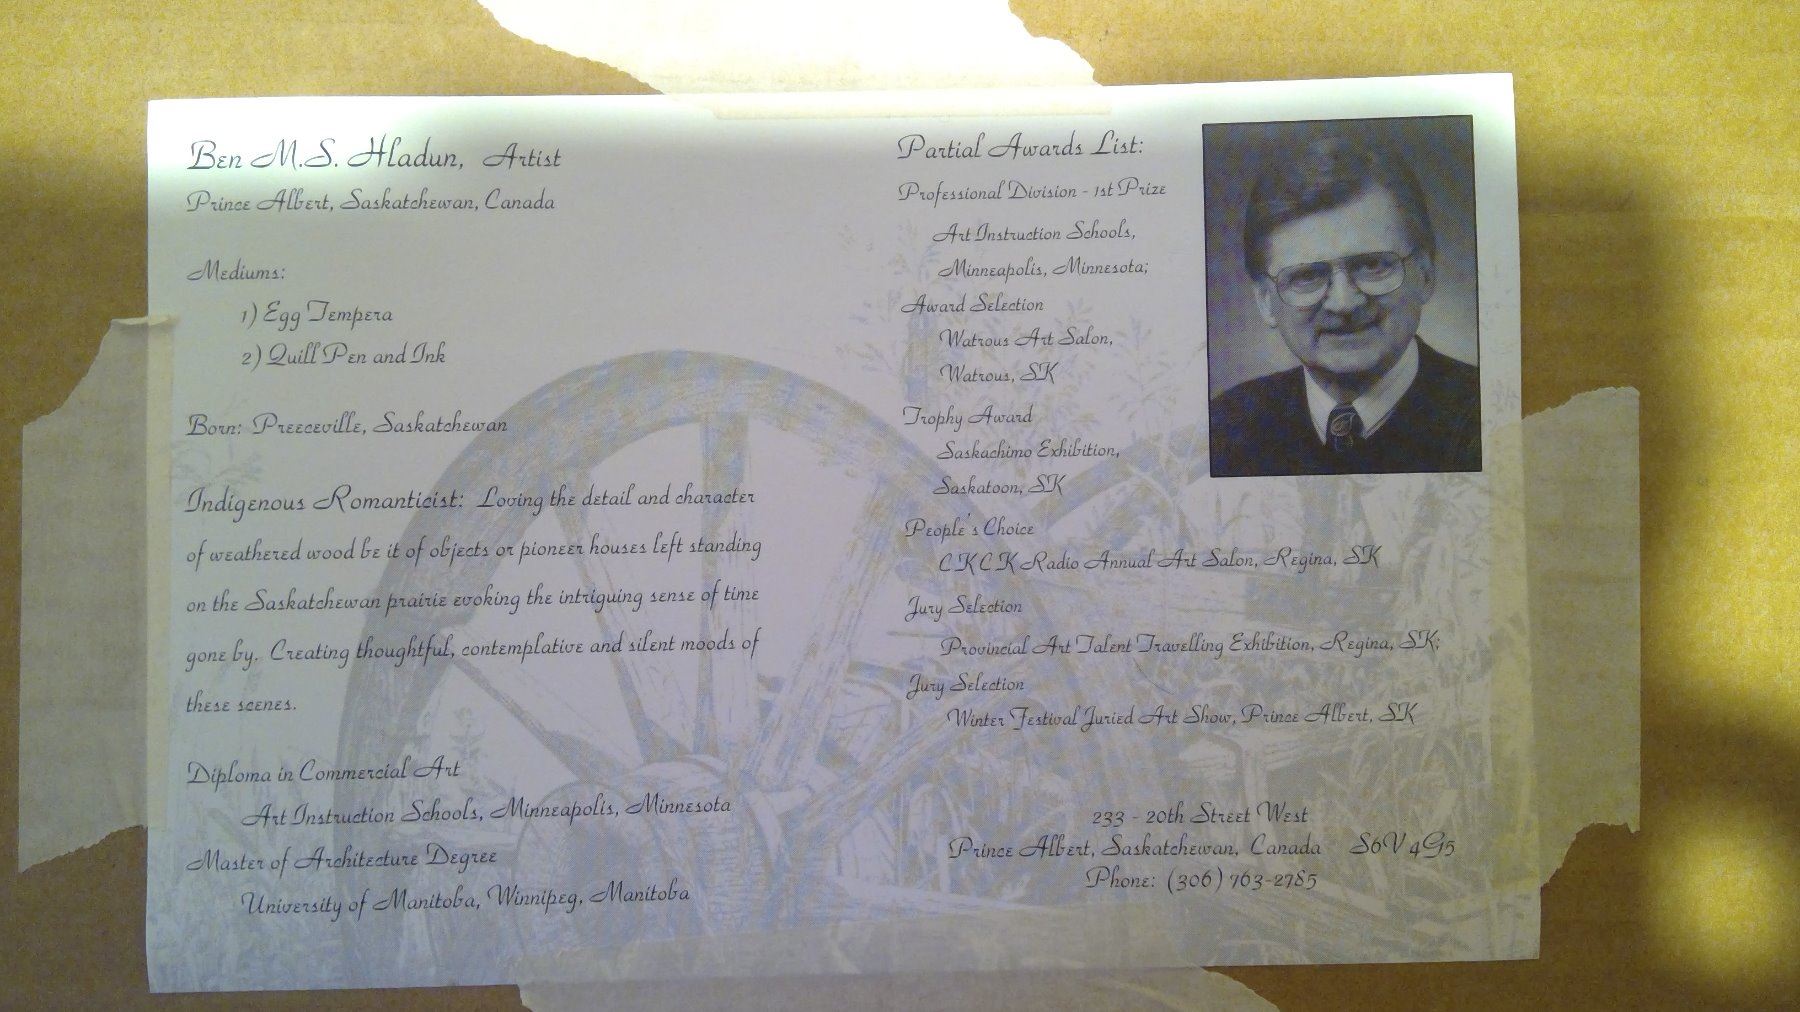 Ben M.S. Hladun, Artist
Prince Albert, Saskatchewan, Canada
Mediums:
1) Egg Tempera
2) Quill Pen and Ink
Born: Preeceville, Saskatchewan
Indigenous Romanticist: Loving the detail and character
of weathered wood be it of objects or pioneer houses left standing
on the Saskatchewan prairie evoking the intriguing sense of time
gone by. Creating thoughtful, contemplative and silent moods of
these scenes.
Diploma in Commercial Art
Art Instruction Schools, Minneapolis, Minnesota
Master of Architecture Degree
University of Manitoba, Winnipeg, Manitoba
Partial Awards List:
Professional Division - 1st Prize
Art Instruction Schools,
Minneapolis, Minnesota;
Award Selection
Watrous Art Salon,
Watrous, SK
Trophy Award
Saskachimo Exhibition,
Saskatoon, SK
People's Choice
CKCK Radio Annual Art Salon, Regina, SK
Jury Selection
Provincial Art Talent Travelling Exhibition, Regina, SK;
Jury Selection
Winter Festival Juried Art Show, Prince Albert, SK
233 - 20th Street West
Prince Albert, Saskatchewan, Canada S6V 4G5
Phone: (306) 763-2785